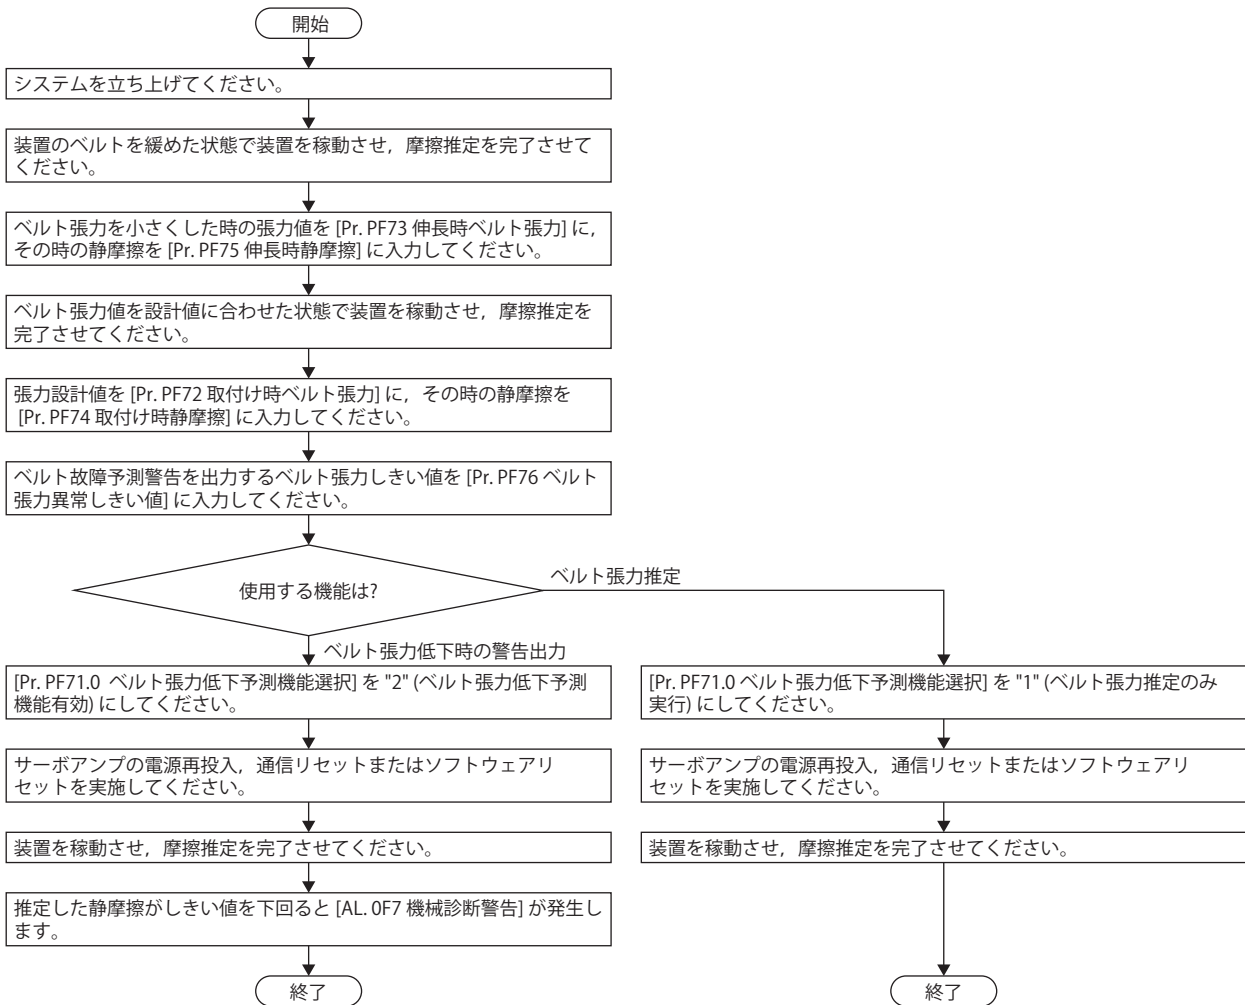 開始
システムを立ち上げてください。
装置のベルトを緩めた状態で装置を稼動させ，摩擦推定を完了させて
ください。
ベルト張力を小さくした時の張力値を [Pr. PF73 伸長時ベルト張力] に，
その時の静摩擦を [Pr. PF75 伸長時静摩擦] に入力してください。
ベルト張力値を設計値に合わせた状態で装置を稼動させ，摩擦推定を
完了させてください。
張力設計値を [Pr. PF72 取付け時ベルト張力] に，その時の静摩擦を
[Pr. PF74 取付け時静摩擦] に入力してください。
ベルト故障予測警告を出力するベルト張力しきい値を [Pr. PF76 ベルト
張力異常しきい値] に入力してください。
使用する機能は?
ベルト張力推定
ベルト張力低下時の警告出力
[Pr. PF71.0 ベルト張力低下予測機能選択] を "2" (ベルト張力低下予測
機能有効) にしてください。
サーボアンプの電源再投入，通信リセットまたはソフトウェアリ
セットを実施してください。
装置を稼動させ，摩擦推定を完了させてください。
推定した静摩擦がしきい値を下回ると [AL. 0F7 機械診断警告] が発生し
ます。
終了
[Pr. PF71.0 ベルト張力低下予測機能選択] を "1" (ベルト張力推定のみ
実行) にしてください。
サーボアンプの電源再投入，通信リセットまたはソフトウェアリ
セットを実施してください。
装置を稼動させ，摩擦推定を完了させてください。
終了